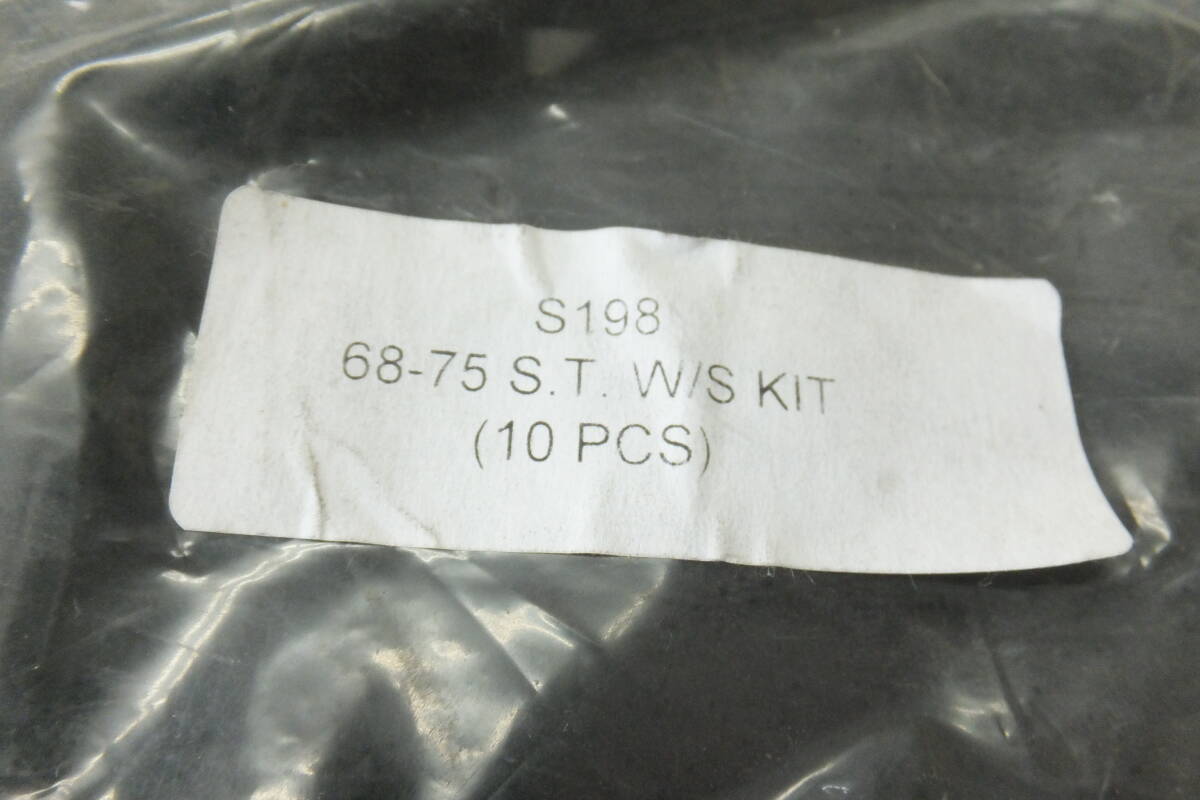 S198
68-75 S.T. W/S KIT
(10 PCS)